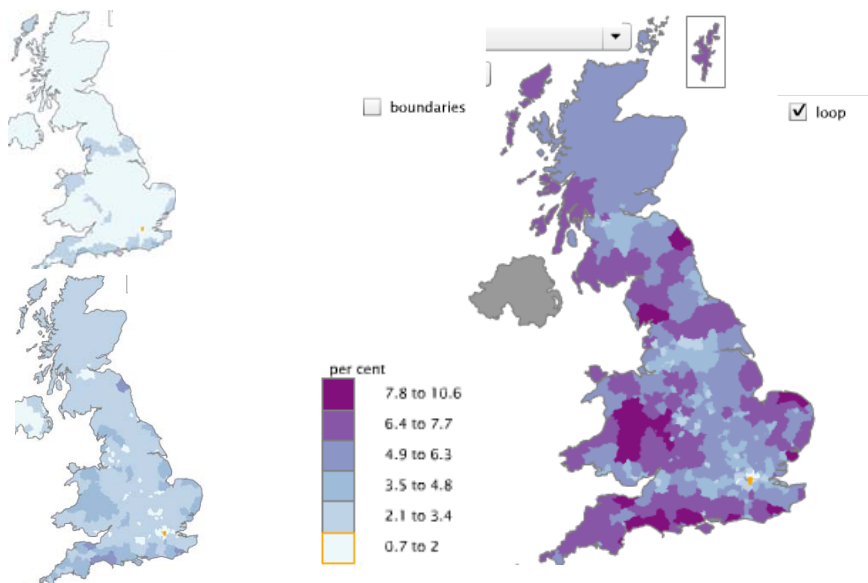 boundaries
loop
per cent
7.8 to 10.6
6.4 to 7.7
4.9 to 6.3
3.5 to 4.8
2.1 to 3.4
0.7 to 2